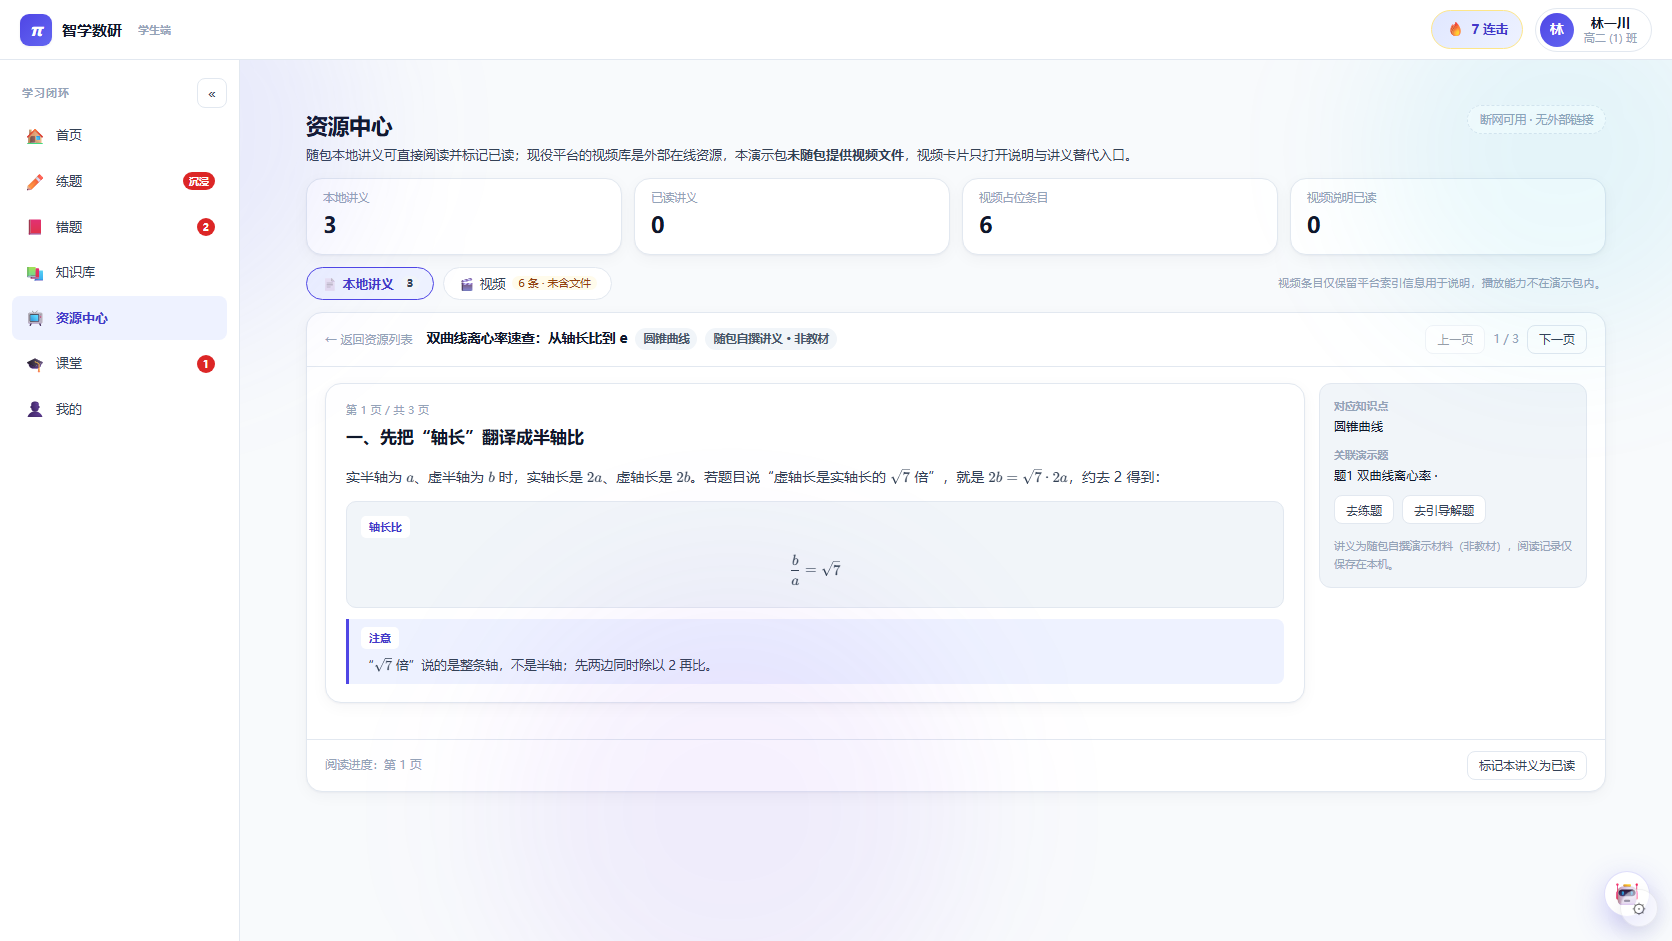 π 智学数研 学生端
🔥 7 连击
林 林一川
高二 (1) 班
学习闭环 «
首页
练题 沉浸
错题 2
知识库
资源中心
课堂 1
我的
资源中心
断网可用 · 无外部链接
随包本地讲义可直接阅读并标记已读；现役平台的视频库是外部在线资源，本演示包未随包提供视频文件，视频卡片只打开说明与讲义替代入口。
本地讲义
3
已读讲义
0
视频占位条目
6
视频说明已读
0
本地讲义 3
视频 6 条 · 未含文件
视频条目仅保留平台索引信息用于说明，播放能力不在演示包内。
← 返回资源列表 双曲线离心率速查：从轴长比到 e 圆锥曲线 随包自撰讲义 · 非教材
上一页 1 / 3 下一页
第 1 页 / 共 3 页
一、先把“轴长”翻译成半轴比
实半轴为 a、虚半轴为 b 时，实轴长是 2a、虚轴长是 2b。若题目说“虚轴长是实轴长的 √7 倍”，就是 2b = √7 · 2a，约去 2 得到：
轴长比
b/a = √7
注意
“√7 倍”说的是整条轴，不是半轴；先两边同时除以 2 再比。
对应知识点
圆锥曲线
关联演示题
题1 双曲线离心率 ·
去练题 去引导解题
讲义为随包自撰演示材料（非教材），阅读记录仅
保存在本机。
阅读进度：第 1 页
标记本讲义为已读